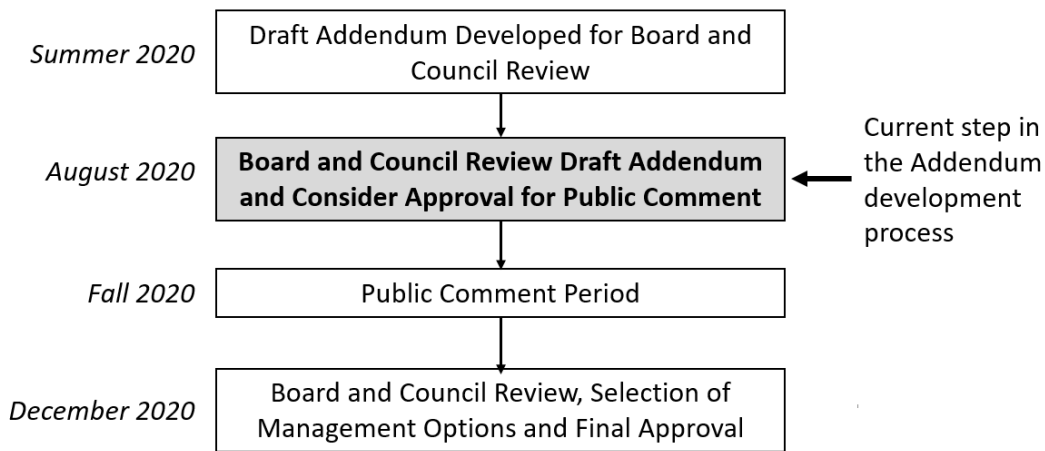 Summer 2020
Draft Addendum Developed for Board and
Council Review
August 2020
Board and Council Review Draft Addendum
and Consider Approval for Public Comment
Current step in
the Addendum
development
process
Fall 2020
Public Comment Period
December 2020
Board and Council Review, Selection of
Management Options and Final Approval